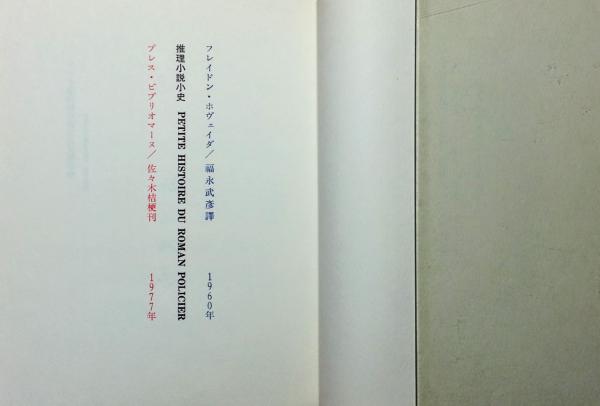 フレイドン・ホヴェイダ／福永武彦譯 1960年
推理小説小史 PETITE HISTOIRE DU ROMAN POLICIER
プレス・ビブリオマーヌ／佐々木桔梗刊 1977年